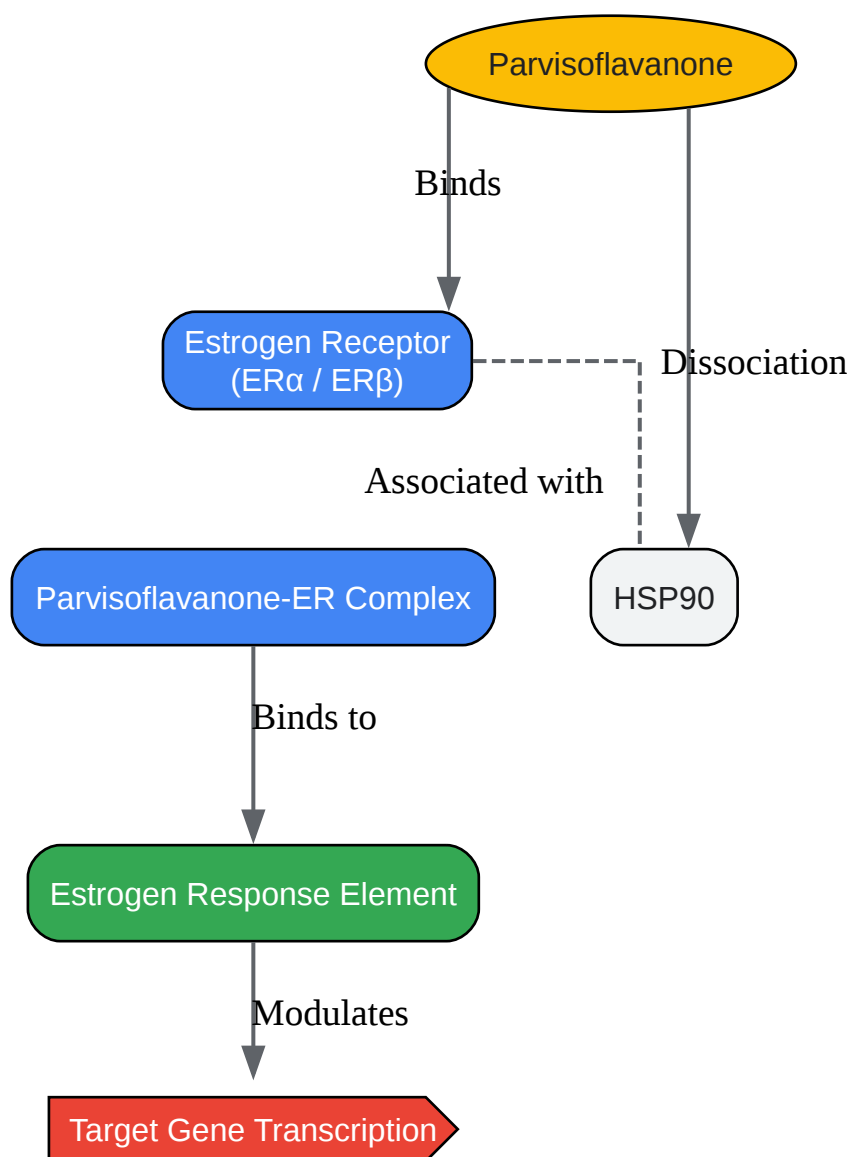 Parvisoflavanone
Binds
Estrogen Receptor
(ERα / ERβ)
Dissociation
Associated with
Parvisoflavanone-ER Complex
HSP90
Binds to
Estrogen Response Element
Modulates
Target Gene Transcription